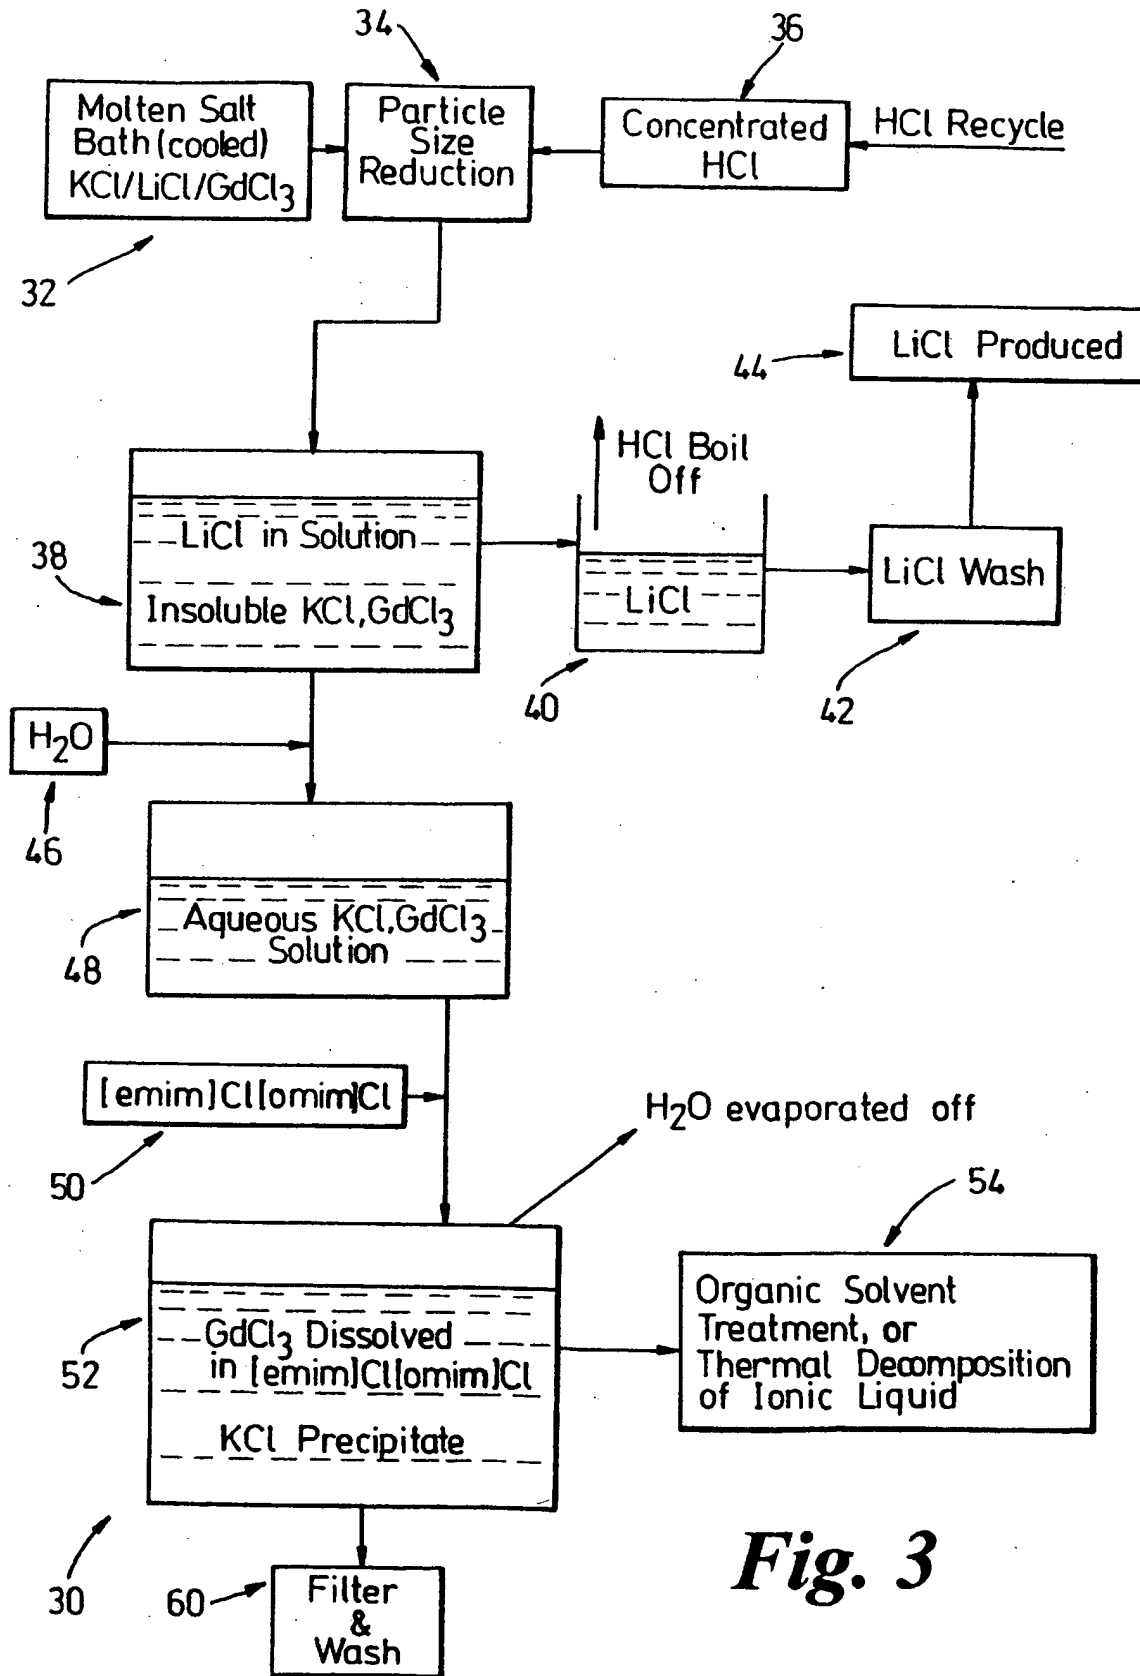 34
36
Molten Salt
Bath (cooled)
KCl/LiCl/GdCl3
Particle
Size
Reduction
Concentrated
HCl
HCl Recycle
32
44
LiCl Produced
HCl Boil
Off
38
LiCl in Solution
Insoluble KCl,GdCl3
LiCl
LiCl Wash
40
42
H2O
46
48
Aqueous KCl,GdCl3
Solution
[emim]Cl[omim]Cl
50
H2O evaporated off
54
52
GdCl3 Dissolved
in [emim]Cl[omim]Cl
KCl Precipitate
Organic Solvent
Treatment, or
Thermal Decomposition
of Ionic Liquid
30
60
Filter
&
Wash
Fig. 3